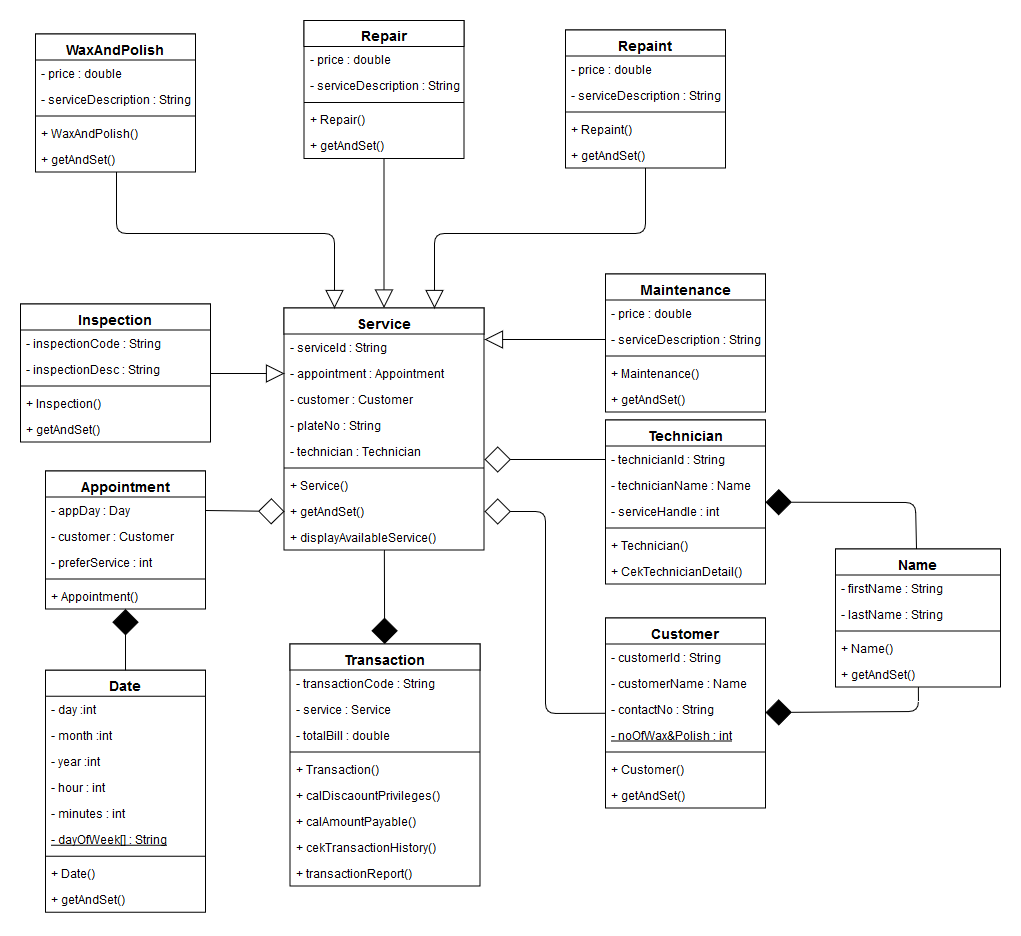 WaxAndPolish
- price : double
- serviceDescription : String
+ WaxAndPolish()
+ getAndSet()
Repair
- price : double
- serviceDescription : String
+ Repair()
+ getAndSet()
Repaint
- price : double
- serviceDescription : String
+ Repaint()
+ getAndSet()
Inspection
- inspectionCode : String
- inspectionDesc : String
+ Inspection()
+ getAndSet()
Service
- serviceId : String
- appointment : Appointment
- customer : Customer
- plateNo : String
- technician : Technician
+ Service()
+ getAndSet()
+ displayAvailableService()
Maintenance
- price : double
- serviceDescription : String
+ Maintenance()
+ getAndSet()
Technician
- technicianId : String
- technicianName : Name
- serviceHandle : int
+ Technician()
+ CekTechnicianDetail()
Appointment
- appDay : Day
- customer : Customer
- preferService : int
+ Appointment()
Name
- firstName : String
- lastName : String
+ Name()
+ getAndSet()
Customer
- customerId : String
- customerName : Name
- contactNo : String
- noOfWax&Polish : int
+ Customer()
+ getAndSet()
Transaction
- transactionCode : String
- service : Service
- totalBill : double
+ Transaction()
+ calDiscaountPrivileges()
+ calAmountPayable()
+ cekTransactionHistory()
+ transactionReport()
Date
- day :int
- month :int
- year :int
- hour : int
- minutes : int
- dayOfWeek[] : String
+ Date()
+ getAndSet()